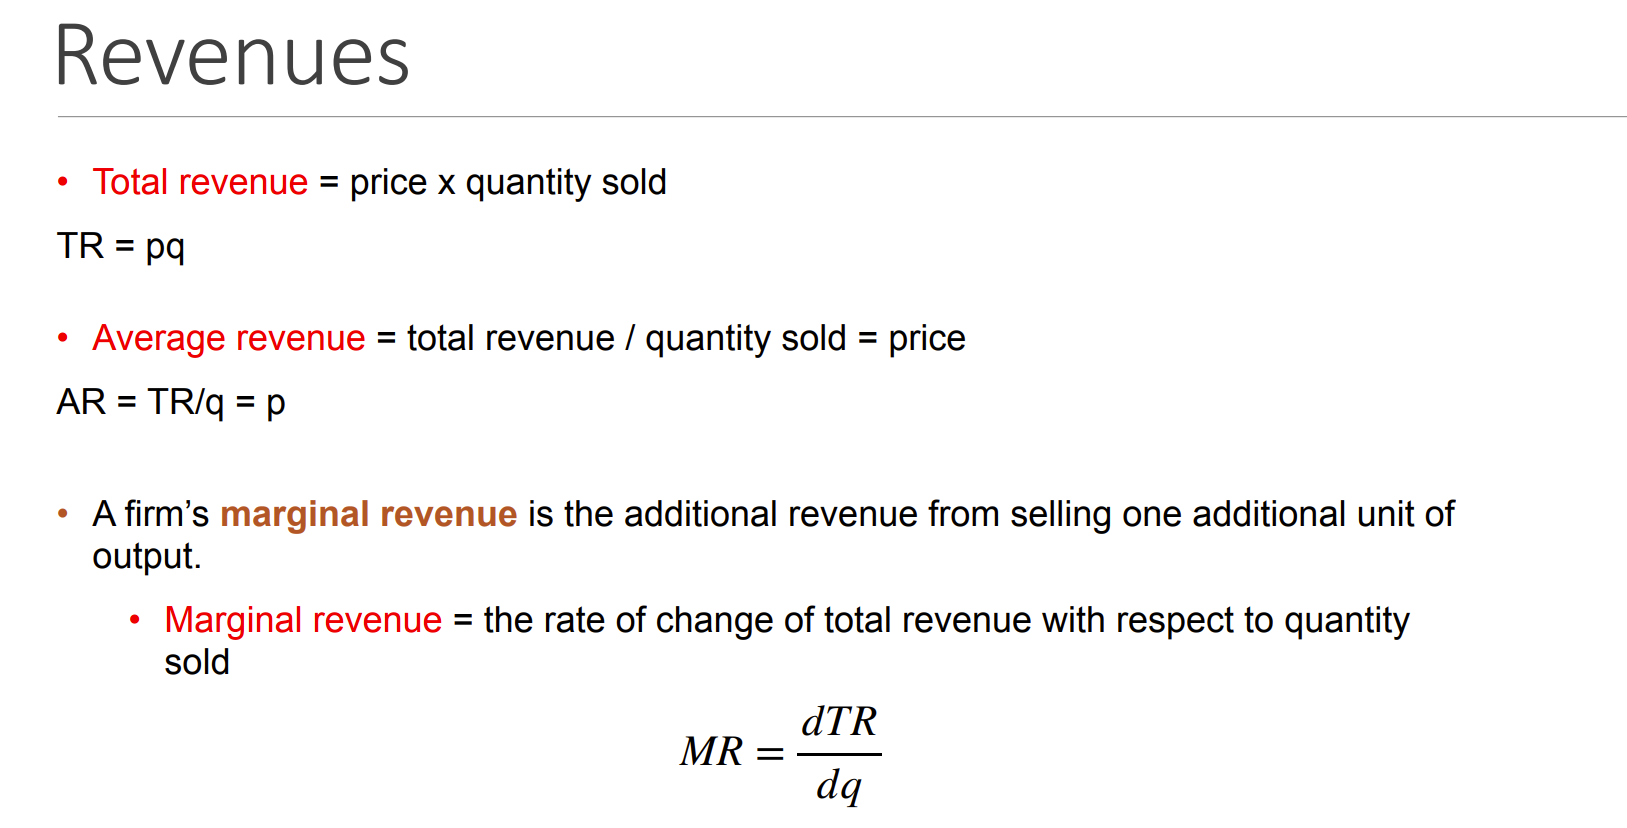 Revenues
• Total revenue = price x quantity sold
TR = pq
• Average revenue = total revenue / quantity sold = price
AR = TR/q = p
• A firm’s marginal revenue is the additional revenue from selling one additional unit of
output.
• Marginal revenue = the rate of change of total revenue with respect to quantity
sold
MR = dTR/dq